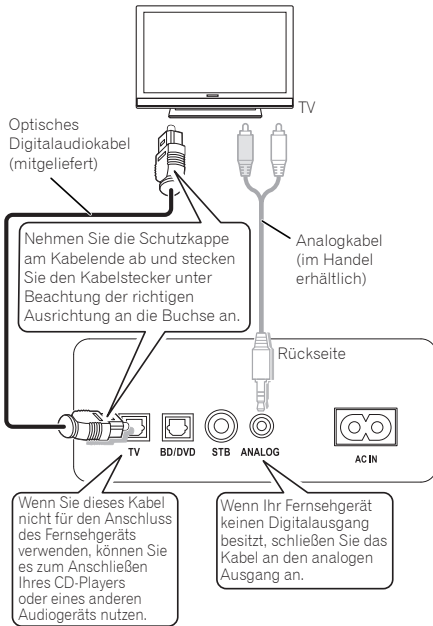 TV
Optisches
Digitalaudiokabel
(mitgeliefert)
Nehmen Sie die Schutzkappe
am Kabelende ab und stecken
Sie den Kabelstecker unter
Beachtung der richtigen
Ausrichtung an die Buchse an.
Analogkabel
(im Handel
erhältlich)
Rückseite
TV BD/DVD STB ANALOG AC IN
Wenn Sie dieses Kabel
nicht für den Anschluss
des Fernsehgeräts
verwenden, können Sie
es zum Anschließen
Ihres CD-Players
oder eines anderen
Audiogeräts nutzen.
Wenn Ihr Fernsehgerät
keinen Digitalausgang
besitzt, schließen Sie das
Kabel an den analogen
Ausgang an.